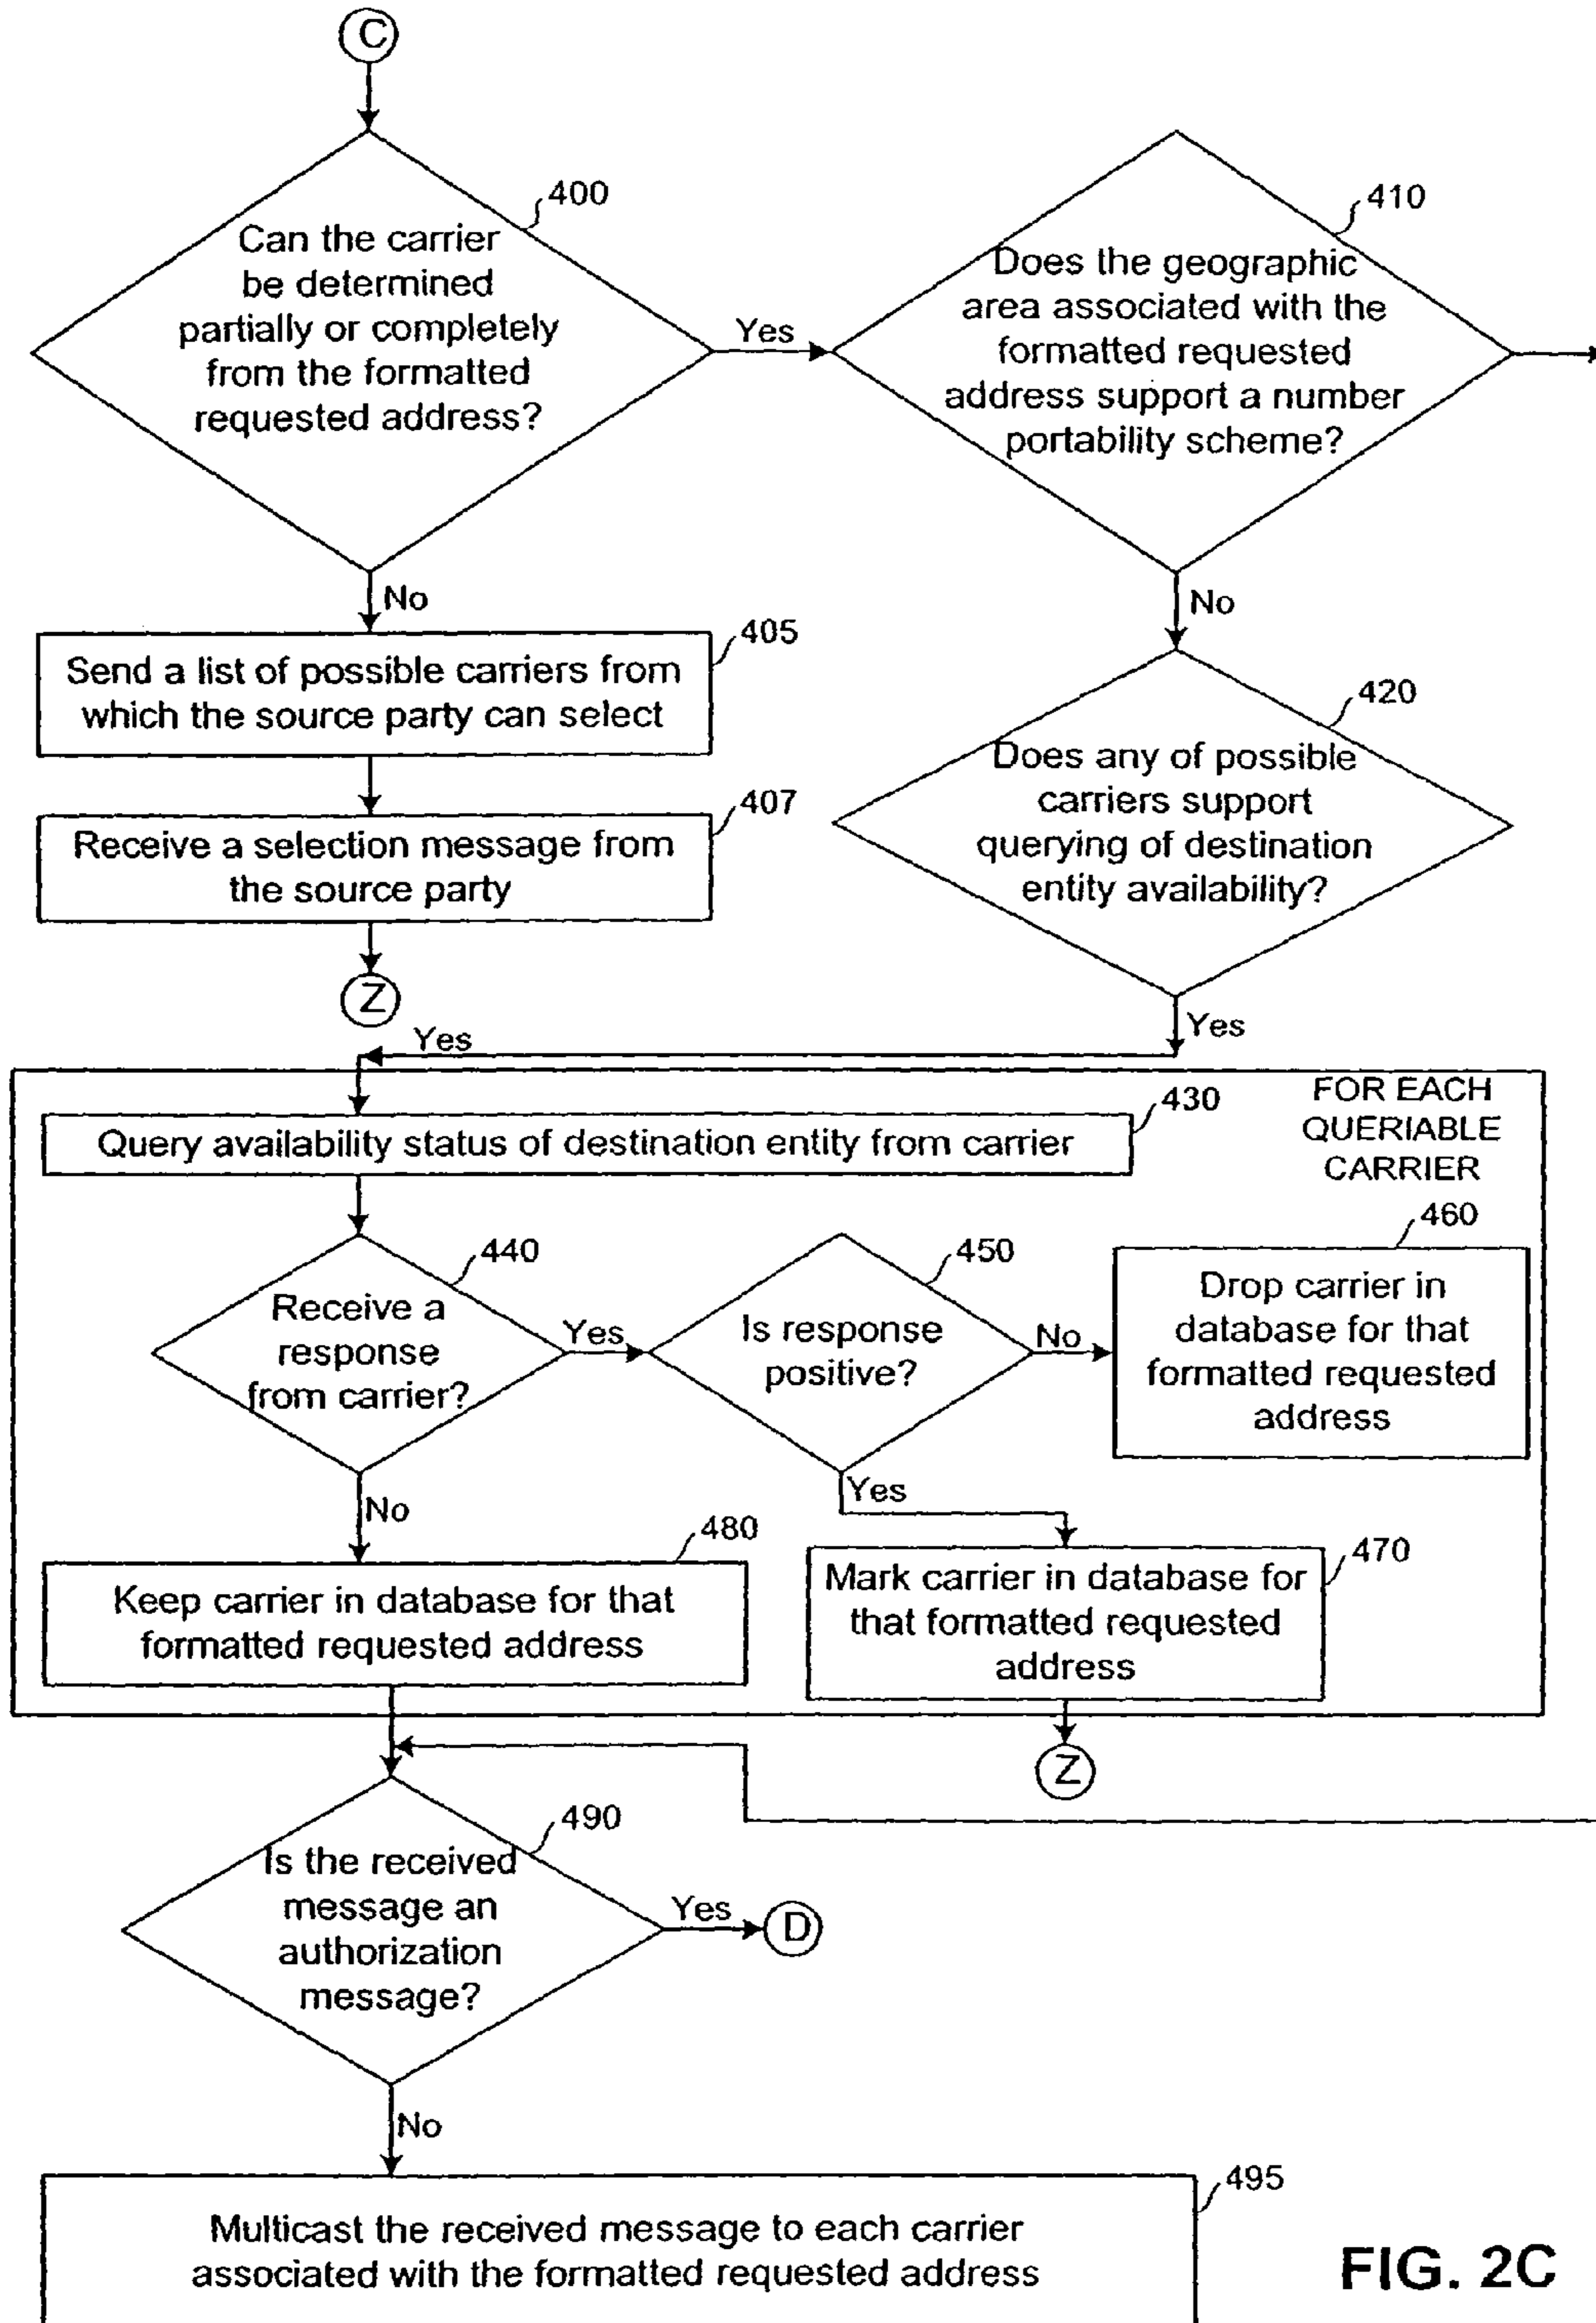 C
400
Can the carrier
be determined
partially or completely
from the formatted
requested address?
Yes
410
Does the geographic
area associated with the
formatted requested
address support a number
portability scheme?
No
405
Send a list of possible carriers from
which the source party can select
407
Receive a selection message from
the source party
Z
No
420
Does any of possible
carriers support
querying of destination
entity availability?
Yes
Yes
FOR EACH
QUERIABLE
CARRIER
430
Query availability status of destination entity from carrier
440
Receive a
response
from carrier?
Yes
450
Is response
positive?
No
460
Drop carrier in
database for that
formatted requested
address
No
Yes
480
Keep carrier in database for that
formatted requested address
470
Mark carrier in database for
that formatted requested
address
Z
490
Is the received
message an
authorization
message?
Yes
D
No
495
Multicast the received message to each carrier
associated with the formatted requested address
FIG. 2C